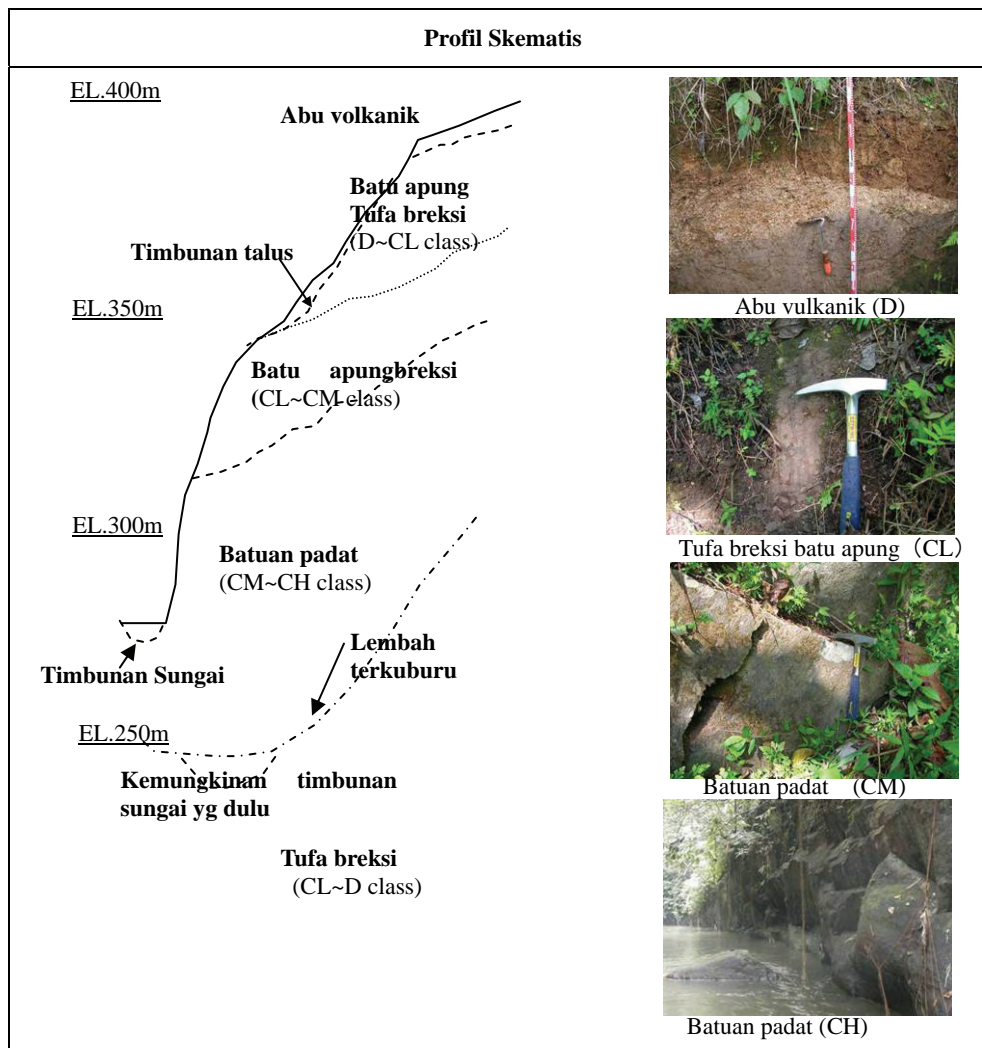 Profil Skematis
EL.400m
Abu volkanik
Batu apung
Tufa breksi
(D~CL class)
Timbunan talus
EL.350m
Batu apungbreksi
(CL~CM class)
EL.300m
Batuan padat
(CM~CH class)
Lembah
terkuburu
Timbunan Sungai
EL.250m
Kemungkinan timbunan
sungai yg dulu
Tufa breksi
(CL~D class)
Abu vulkanik (D)
Tufa breksi batu apung（CL）
Batuan padat (CM)
Batuan padat (CH)